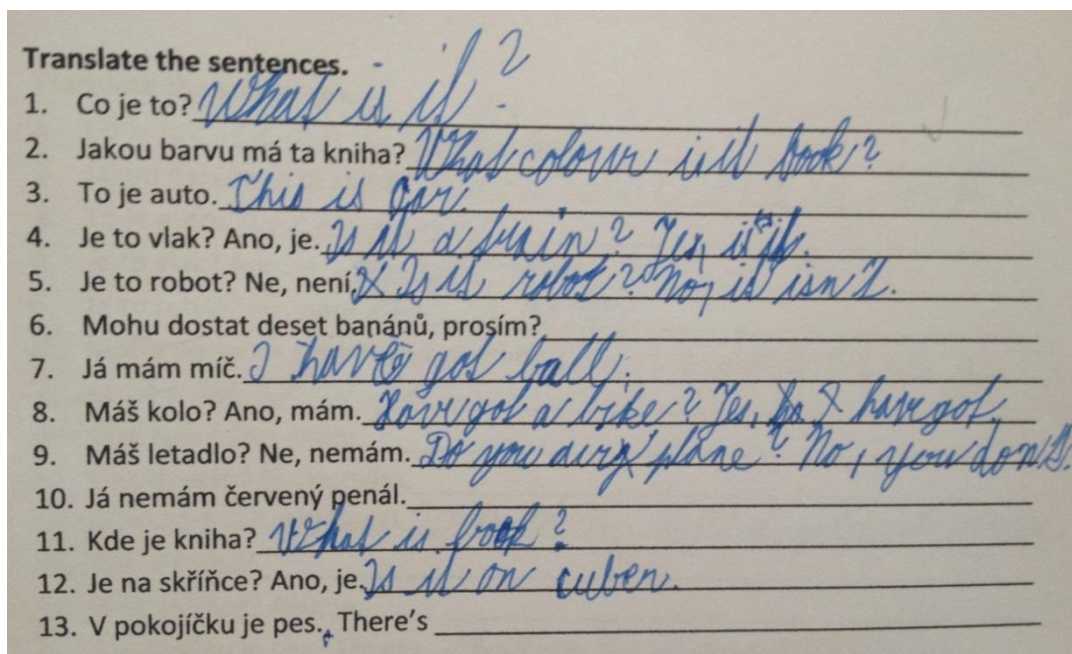 Translate the sentences.
1. Co je to? What is it?
2. Jakou barvu má ta kniha? What colour is it book?
3. To je auto. This is car.
4. Je to vlak? Ano, je. Is it a train? Yes, is it.
5. Je to robot? Ne, není. Is it robot? No, it isn't.
6. Mohu dostat deset banánů, prosím?
7. Já mám míč. I have got ball.
8. Máš kolo? Ano, mám. Have got a bike? Yes, I have got.
9. Máš letadlo? Ne, nemám. Do you plane? No, you don't.
10. Já nemám červený penál.
11. Kde je kniha? What is book?
12. Je na skříňce? Ano, je. Is it on cuben.
13. V pokojíčku je pes. There's